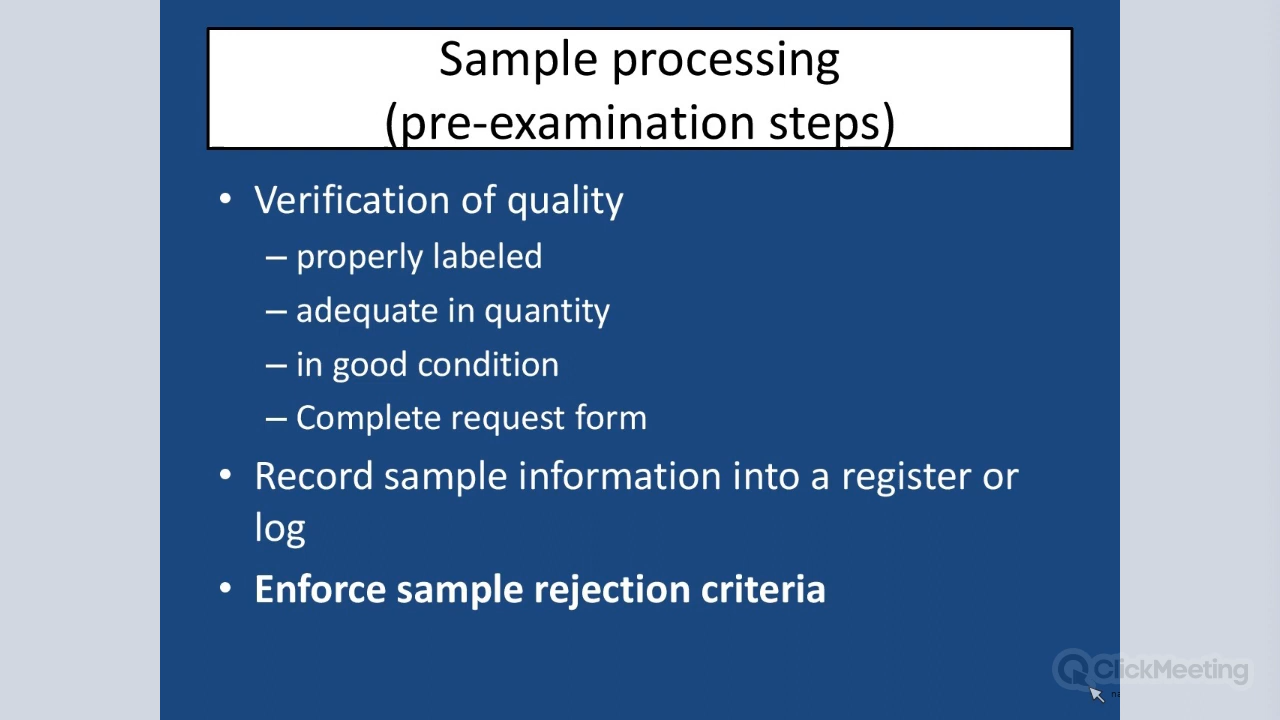 Sample processing
(pre-examination steps)
• Verification of quality
– properly labeled
– adequate in quantity
– in good condition
– Complete request form
• Record sample information into a register or
log
• Enforce sample rejection criteria
ClickMeeting